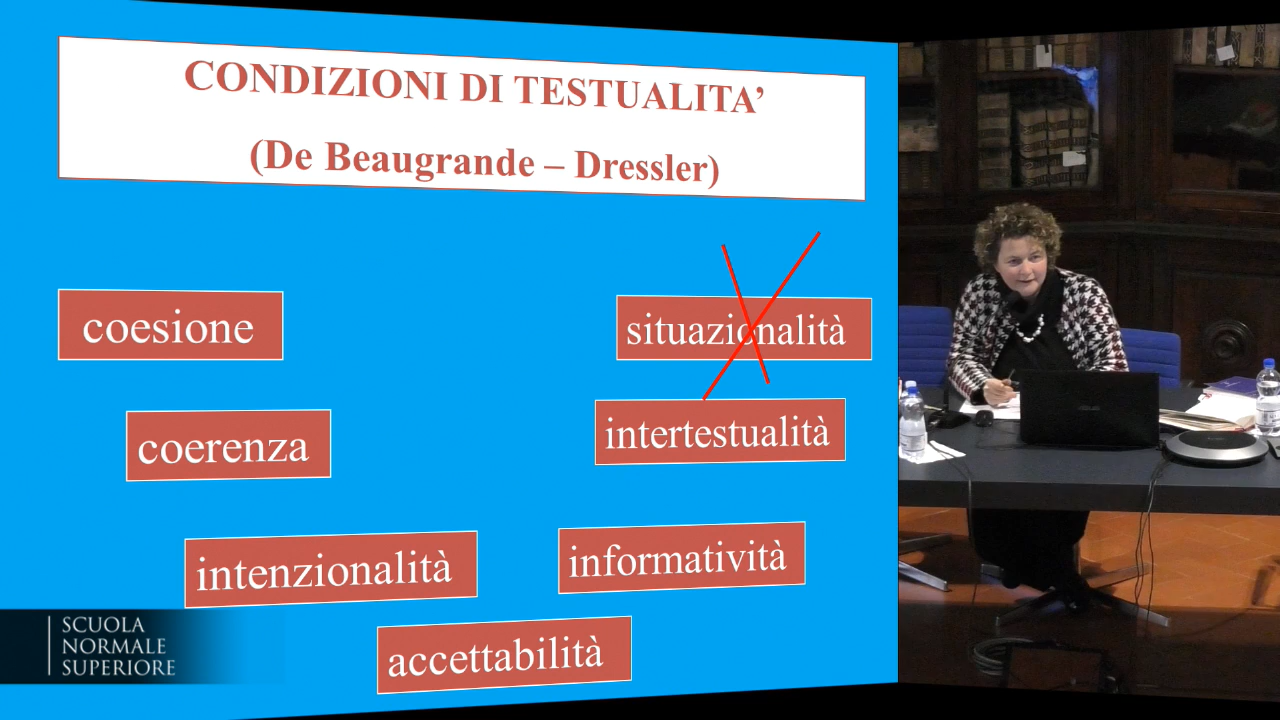 CONDIZIONI DI TESTUALITA’
(De Beaugrande – Dressler)
coesione
situazionalità
coerenza
intertestualità
intenzionalità
informatività
accettabilità
SCUOLA
NORMALE
SUPERIORE